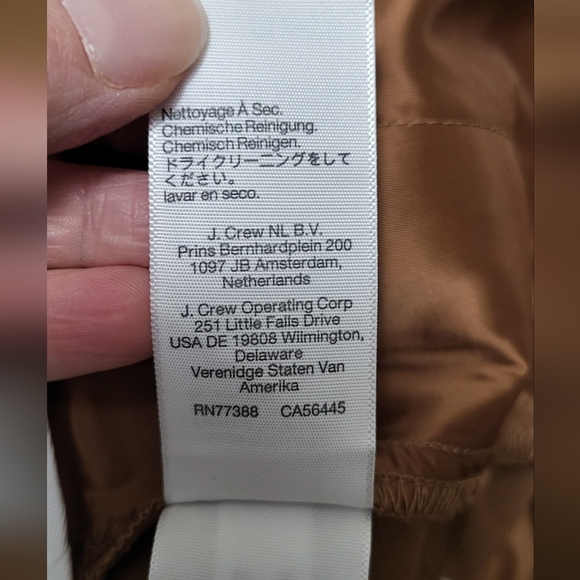 Nettoyage À Sec.
Chemische Reinigung.
Chemisch Reinigen.
ドライクリーニングをして
ください。
lavar en seco.
J. Crew NL B.V.
Prins Bernhardplein 200
1097 JB Amsterdam,
Netherlands
J. Crew Operating Corp
251 Little Falls Drive
USA DE 19808 Wilmington,
Delaware
Verenidge Staten Van
Amerika
RN77388 CA56445